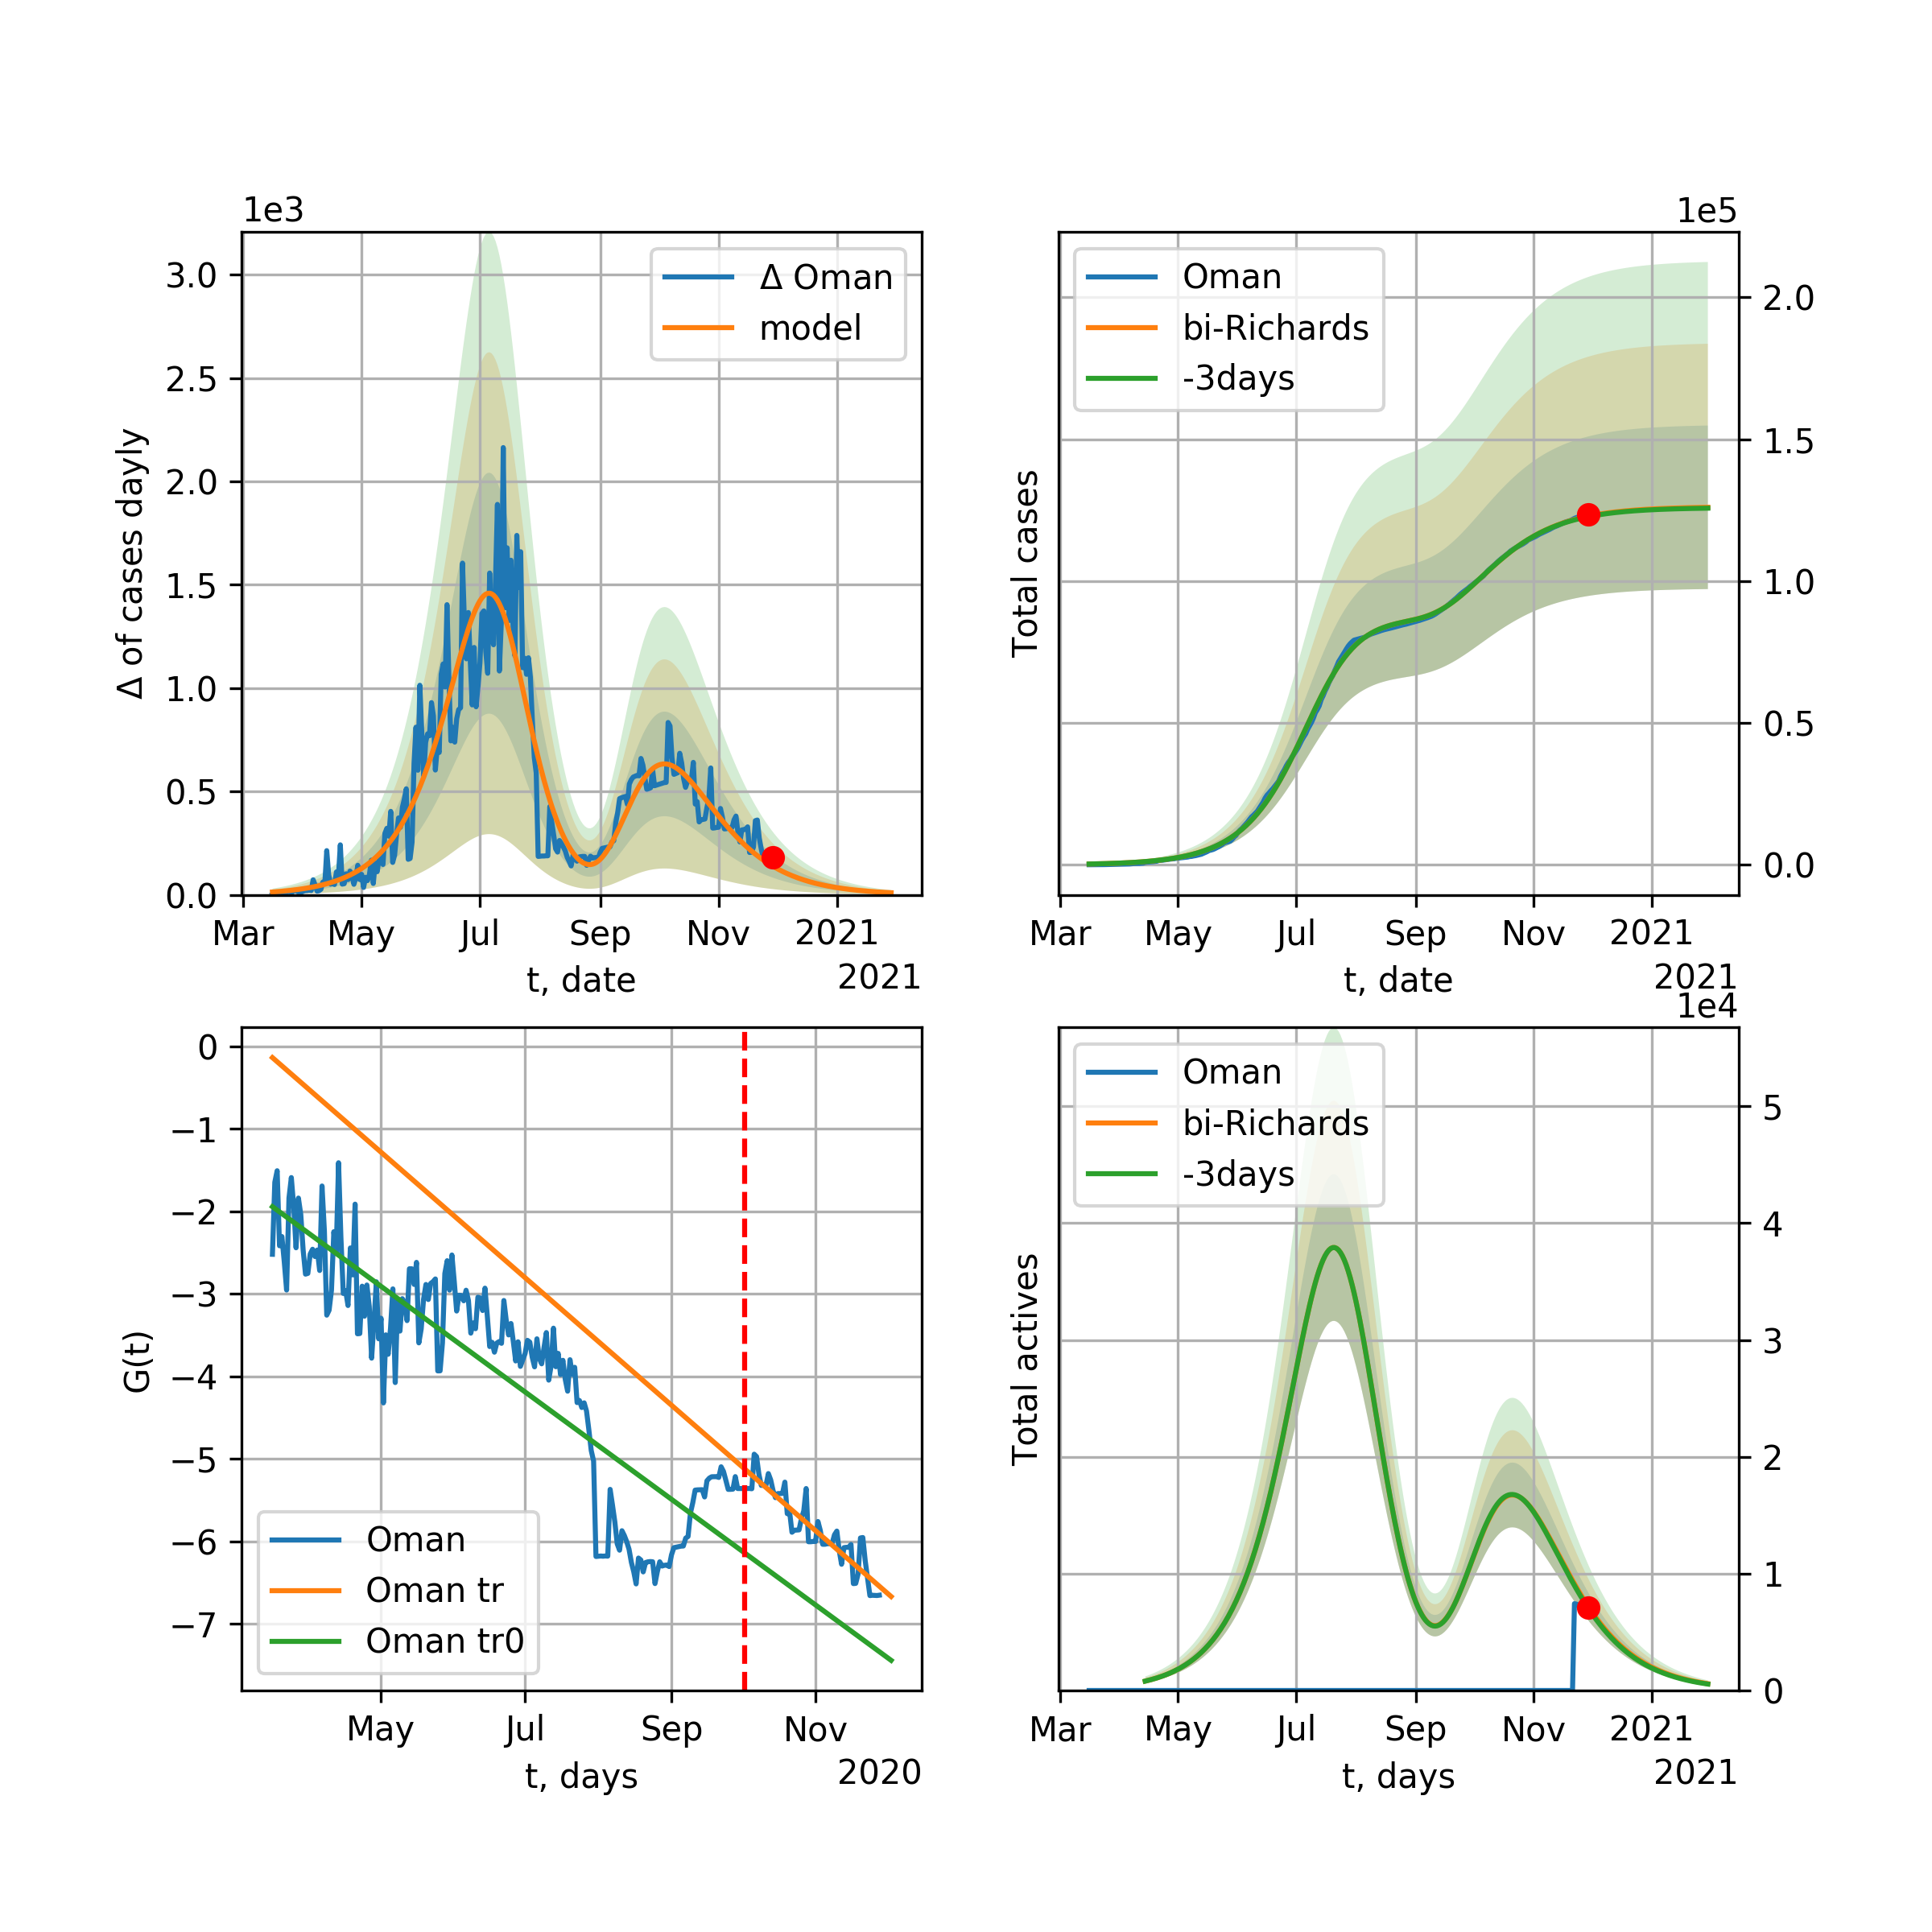 1e3
Δ of cases dayly
3.0
2.5
2.0
1.5
1.0
0.5
0.0
Δ Oman
model
Mar May Jul Sep Nov 2021
t, date
2021
1e5
Total cases
Oman
bi-Richards
-3days
2.0
1.5
1.0
0.5
0.0
Mar May Jul Sep Nov 2021
t, date
2021
G(t)
0
−1
−2
−3
−4
−5
−6
−7
Oman
Oman tr
Oman tr0
May Jul Sep Nov
t, days
2020
1e4
Total actives
Oman
bi-Richards
-3days
5
4
3
2
1
0
Mar May Jul Sep Nov 2021
t, days
2021